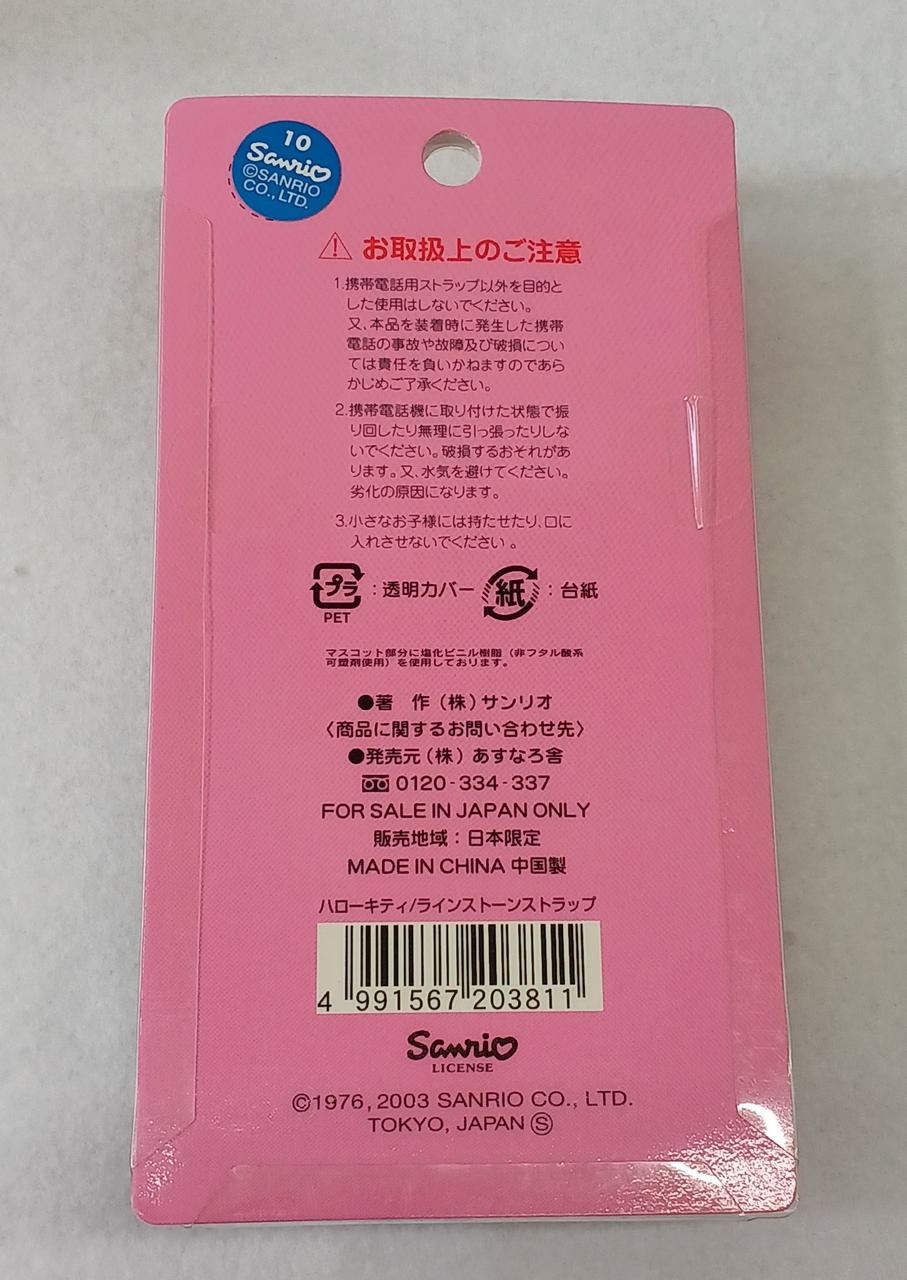 10
Sanrio
©SANRIO
CO., LTD.
⚠ お取扱上のご注意
1.携帯電話用ストラップ以外を目的と
した使用はしないでください。
又、本品を装着時に発生した携帯
電話の事故や故障及び破損につい
ては責任を負いかねますのであら
かじめご了承ください。
2.携帯電話機に取り付けた状態で振
り回したり無理に引っ張ったりしな
いでください。破損するおそれがあ
ります。又、水気を避けてください。
劣化の原因になります。
3.小さなお子様には持たせたり、口に
入れさせないでください。
プラ PET :透明カバー 紙 :台紙
マスコット部分に塩化ビニル樹脂（非フタル酸系
可塑剤使用）を使用しております。
●著 作（株）サンリオ
〈商品に関するお問い合わせ先〉
●発売元（株）あすなろ舎
0120-334-337
FOR SALE IN JAPAN ONLY
販売地域：日本限定
MADE IN CHINA 中国製
ハローキティ/ラインストーンストラップ
4 991567 203811
Sanrio
LICENSE
©1976, 2003 SANRIO CO., LTD.
TOKYO, JAPAN Ⓢ